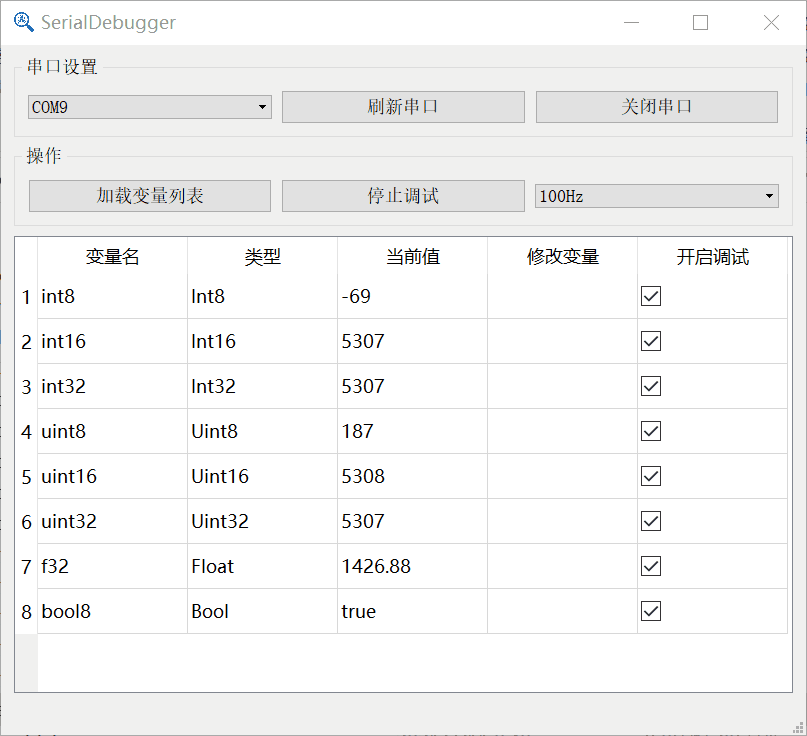 SerialDebugger
串口设置
COM9 刷新串口 关闭串口
操作
加载变量列表 停止调试 100Hz
变量名 类型 当前值 修改变量 开启调试
1 int8 Int8 -69
2 int16 Int16 5307
3 int32 Int32 5307
4 uint8 Uint8 187
5 uint16 Uint16 5308
6 uint32 Uint32 5307
7 f32 Float 1426.88
8 bool8 Bool true